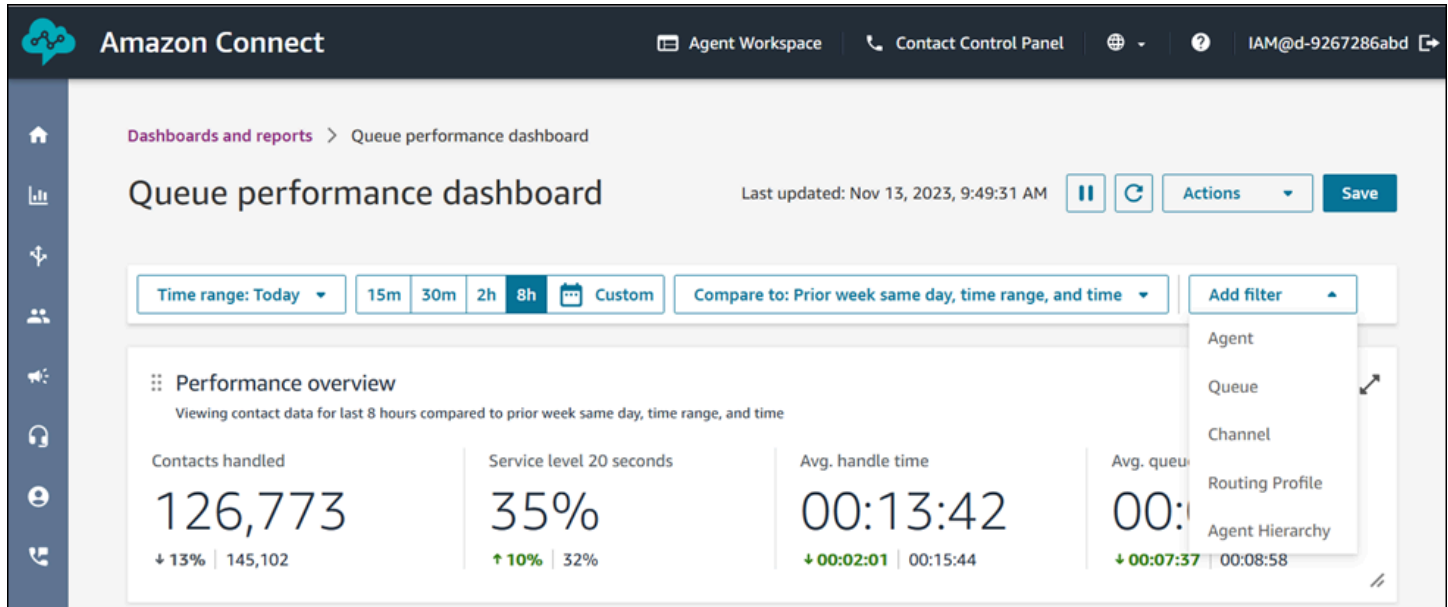 Amazon Connect
Agent Workspace
Contact Control Panel
IAM@d-9267286abd
Dashboards and reports > Queue performance dashboard
Queue performance dashboard
Last updated: Nov 13, 2023, 9:49:31 AM
Actions
Save
Time range: Today
15m 30m 2h 8h Custom
Compare to: Prior week same day, time range, and time
Add filter
Agent
Queue
Channel
Routing Profile
Agent Hierarchy
Performance overview
Viewing contact data for last 8 hours compared to prior week same day, time range, and time
Contacts handled
126,773
↓ 13% | 145,102
Service level 20 seconds
35%
↑ 10% | 32%
Avg. handle time
00:13:42
↓ 00:02:01 | 00:15:44
Avg.
00:
↓ 00:07:37 | 00:08:58